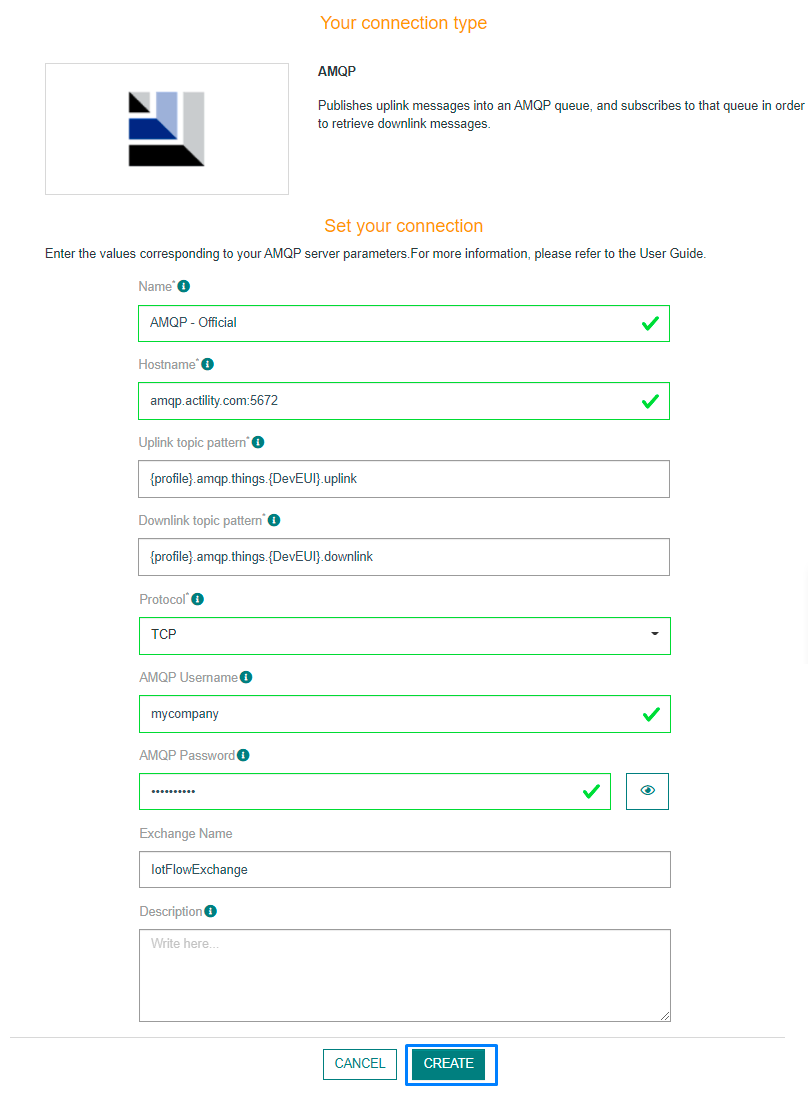 Your connection type
AMQP
Publishes uplink messages into an AMQP queue, and subscribes to that queue in order
to retrieve downlink messages.
Set your connection
Enter the values corresponding to your AMQP server parameters.For more information, please refer to the User Guide.
Name*
AMQP - Official
Hostname*
amqp.actility.com:5672
Uplink topic pattern*
{profile}.amqp.things.{DevEUI}.uplink
Downlink topic pattern*
{profile}.amqp.things.{DevEUI}.downlink
Protocol*
TCP
AMQP Username
mycompany
AMQP Password
••••••••••
Exchange Name
IotFlowExchange
Description
Write here...
CANCEL CREATE